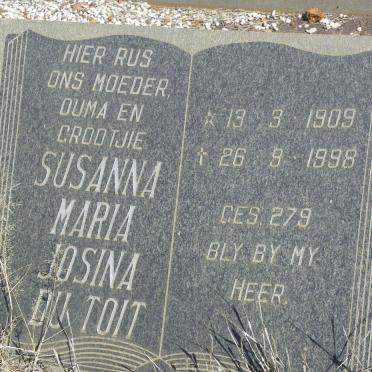 HIER RUS
ONS MOEDER
OUMA EN
GROOTJIE
SUSANNA
MARIA
JOSINA
DU TOIT
☆ 13 3 1909
† 26 9 1998
GES. 279
BLY BY MY
HEER.